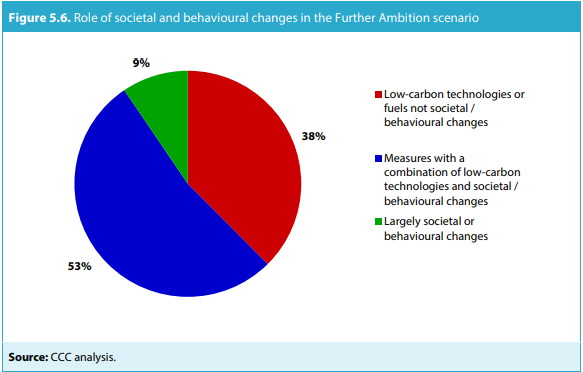 Figure 5.6. Role of societal and behavioural changes in the Further Ambition scenario
9%
38%
53%
Low-carbon technologies or
fuels not societal /
behavioural changes
Measures with a
combination of low-carbon
technologies and societal /
behavioural changes
Largely societal or
behavioural changes
Source: CCC analysis.